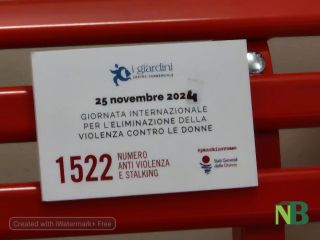 i giardini
CENTRO COMMERCIALE
25 novembre 2024
GIORNATA INTERNAZIONALE
PER L'ELIMINAZIONE DELLA
VIOLENZA CONTRO LE DONNE
1522
NUMERO
ANTI VIOLENZA
E STALKING
Stati Generali
delle Donne
Created with iWatermark+ Free
NB